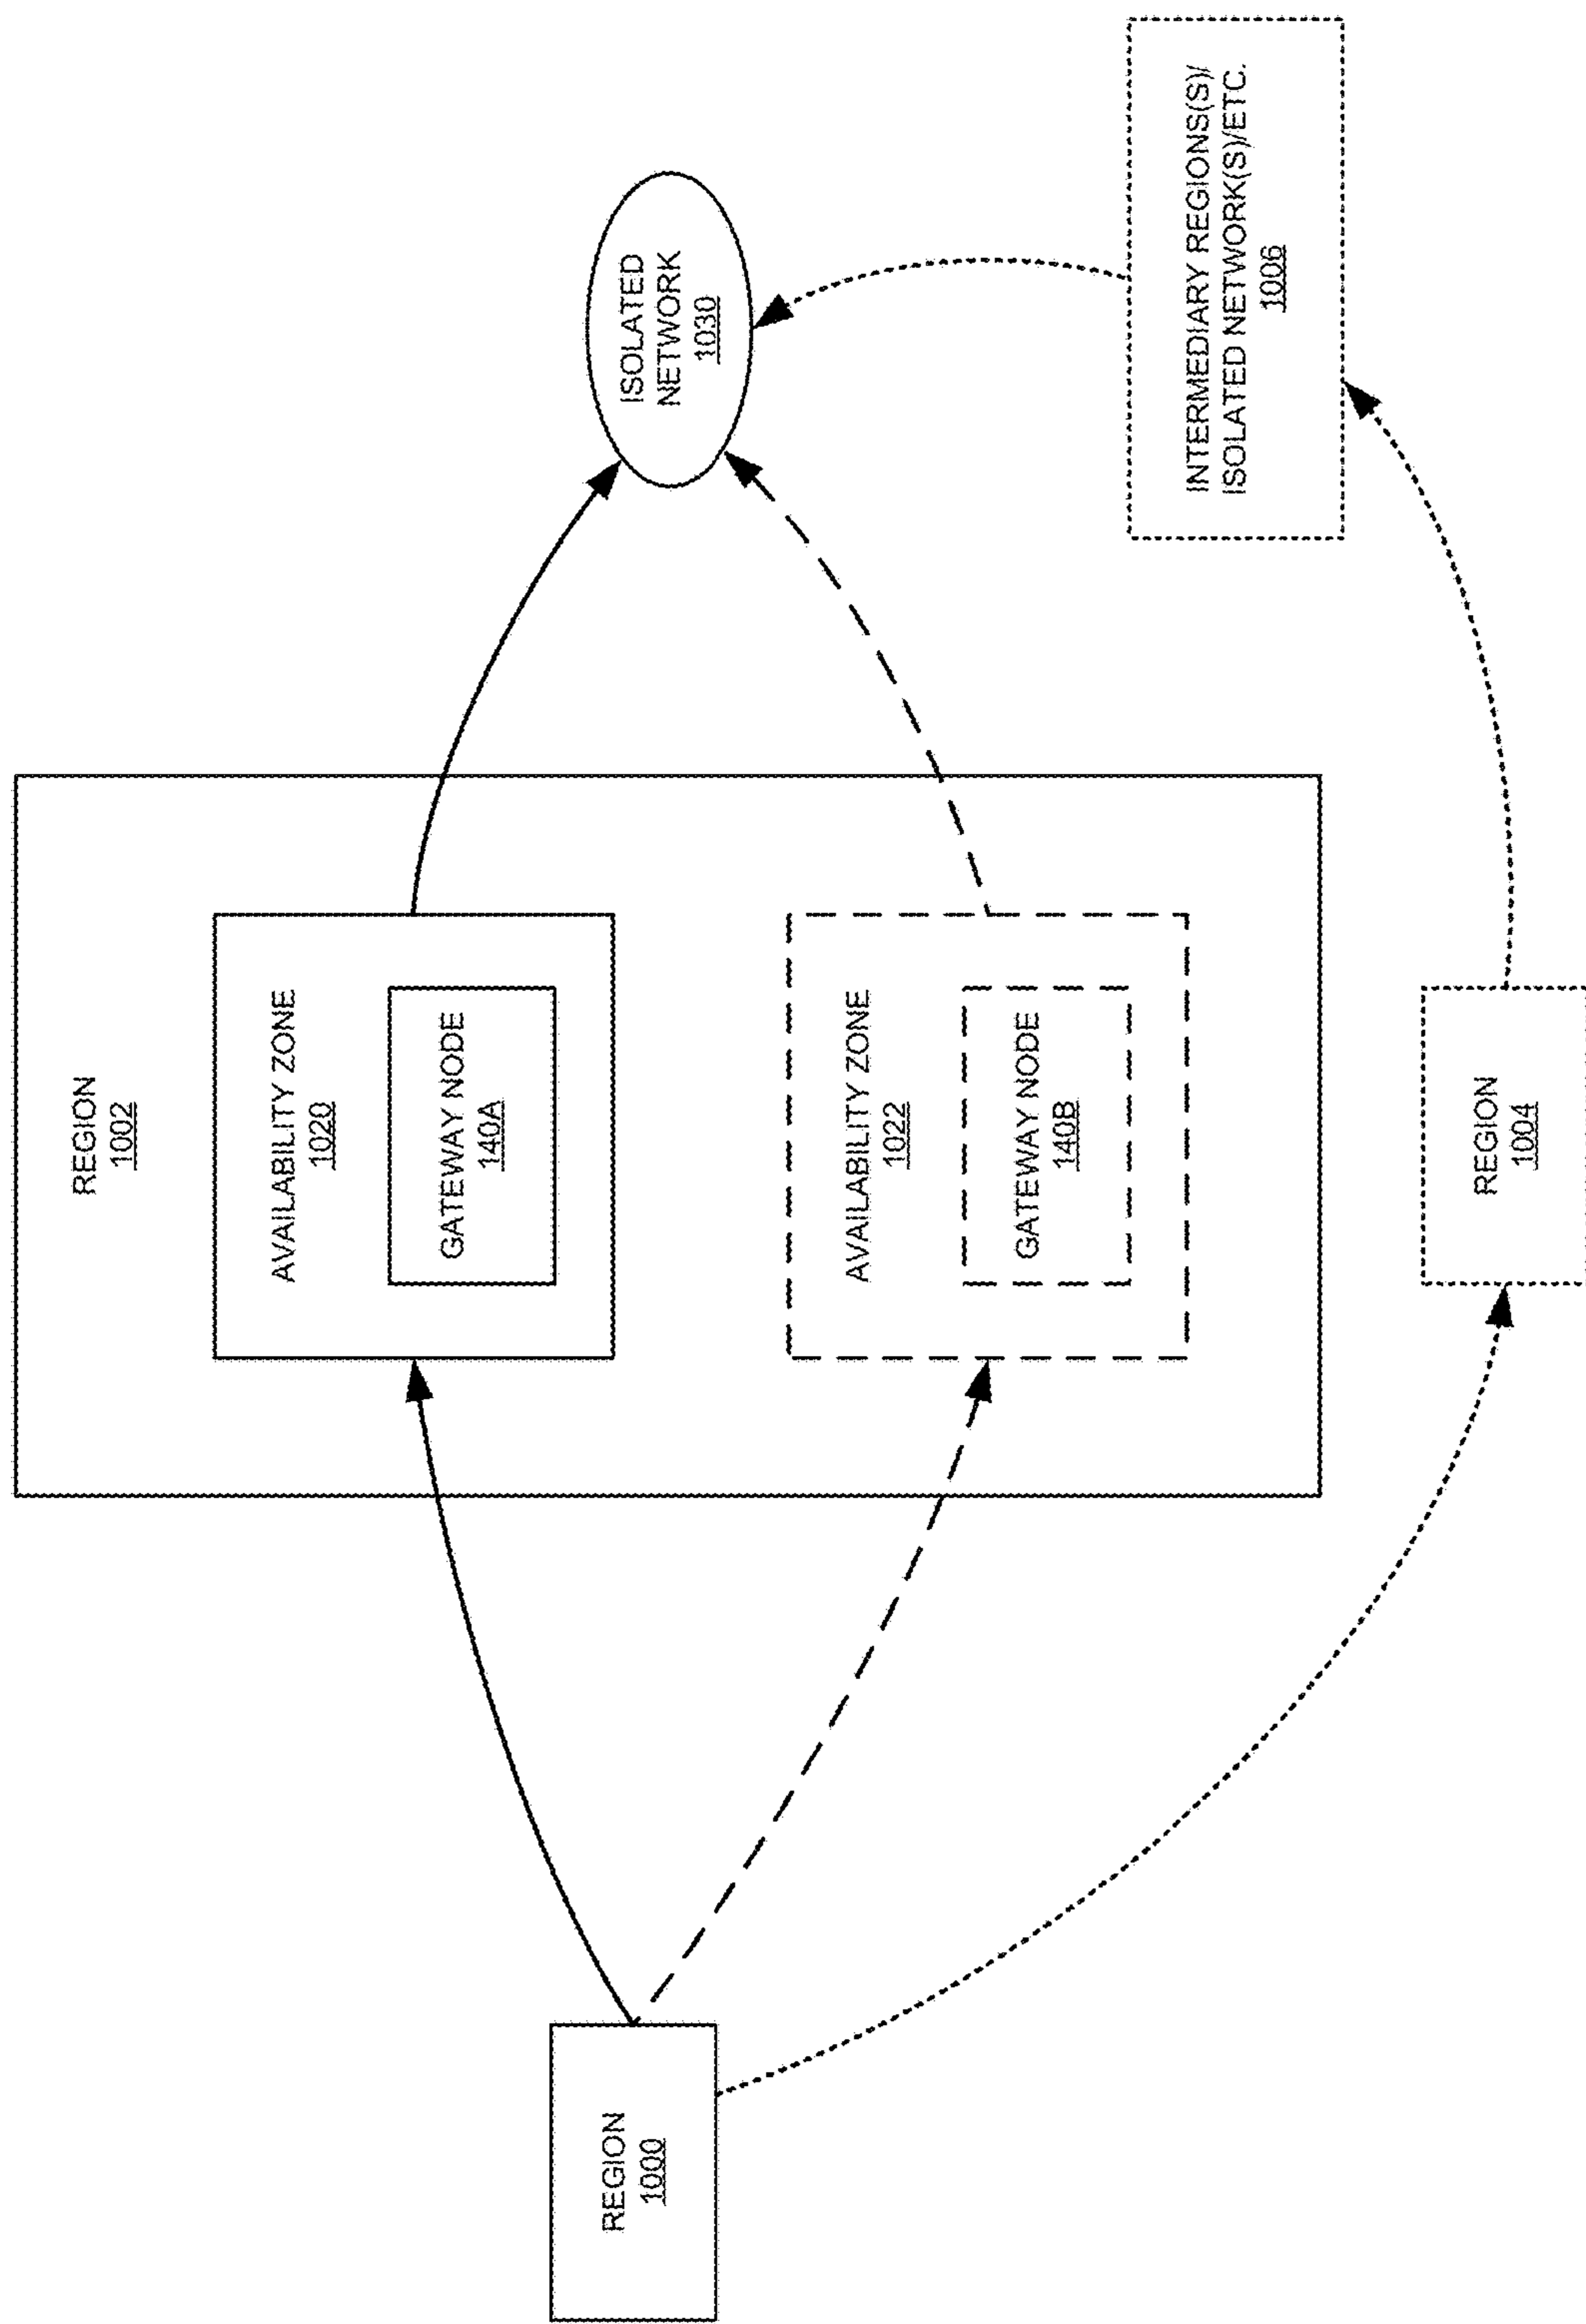 REGION
1002
AVAILABILITY ZONE
1020
GATEWAY NODE
140A
ISOLATED
NETWORK
1030
REGION
1000
AVAILABILITY ZONE
1022
GATEWAY NODE
140B
INTERMEDIARY REGIONS(S)/
ISOLATED NETWORK(S)/ETC.
1006
REGION
1004